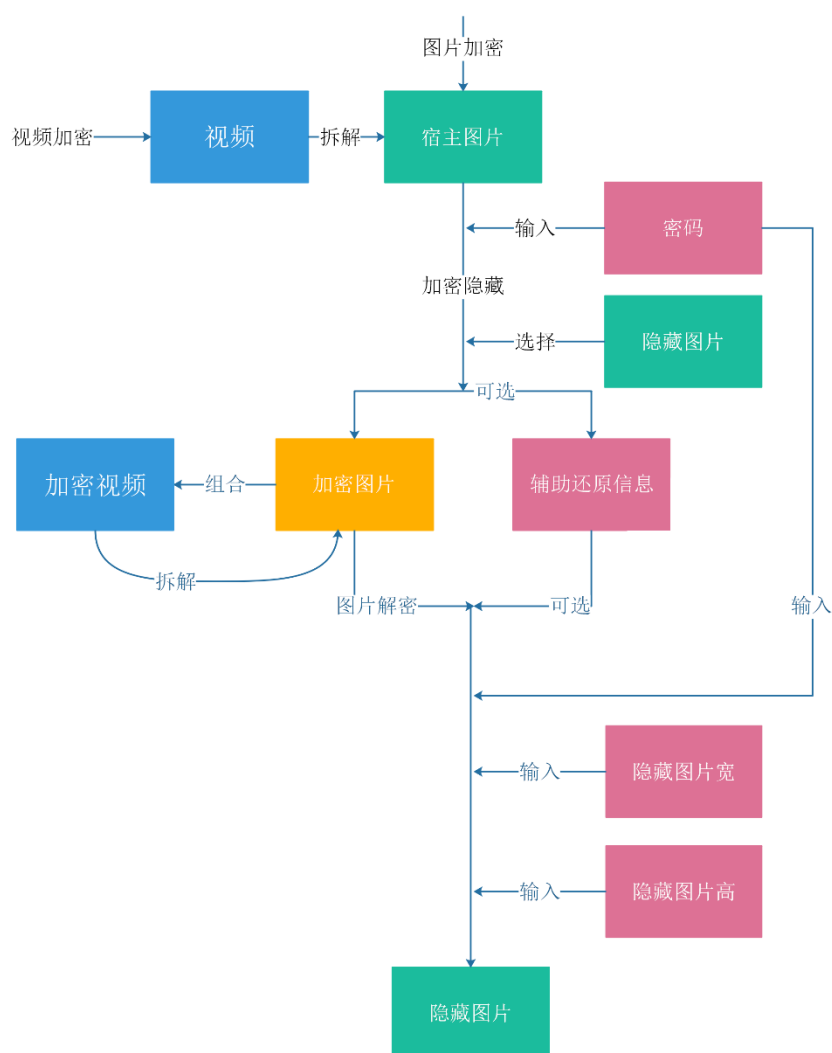 图片加密
视频加密
视频
拆解
宿主图片
输入
密码
加密隐藏
选择
隐藏图片
可选
加密视频
组合
加密图片
辅助还原信息
拆解
图片解密
可选
输入
输入
隐藏图片宽
输入
隐藏图片高
隐藏图片